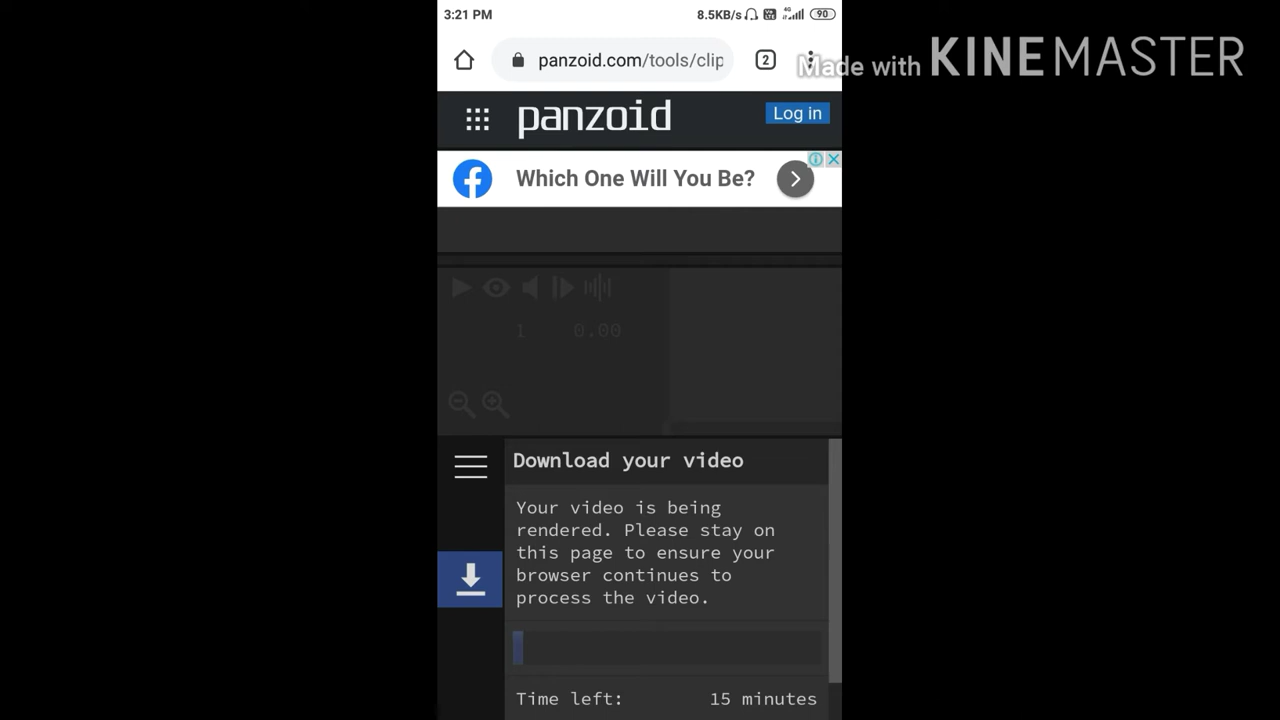 3:21 PM
8.5KB/s
4G
90
panzoid.com/tools/clip
2
Made with KINEMASTER
panzoid
Log in
Which One Will You Be?
1 0.00
Download your video
Your video is being
rendered. Please stay on
this page to ensure your
browser continues to
process the video.
Time left: 15 minutes